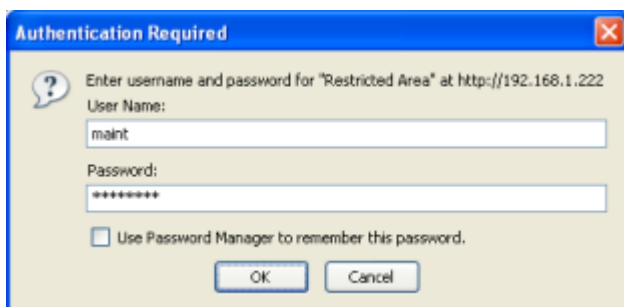 Authentication Required
Enter username and password for "Restricted Area" at http://192.168.1.222
User Name:
maint
Password:
********
Use Password Manager to remember this password.
OK
Cancel